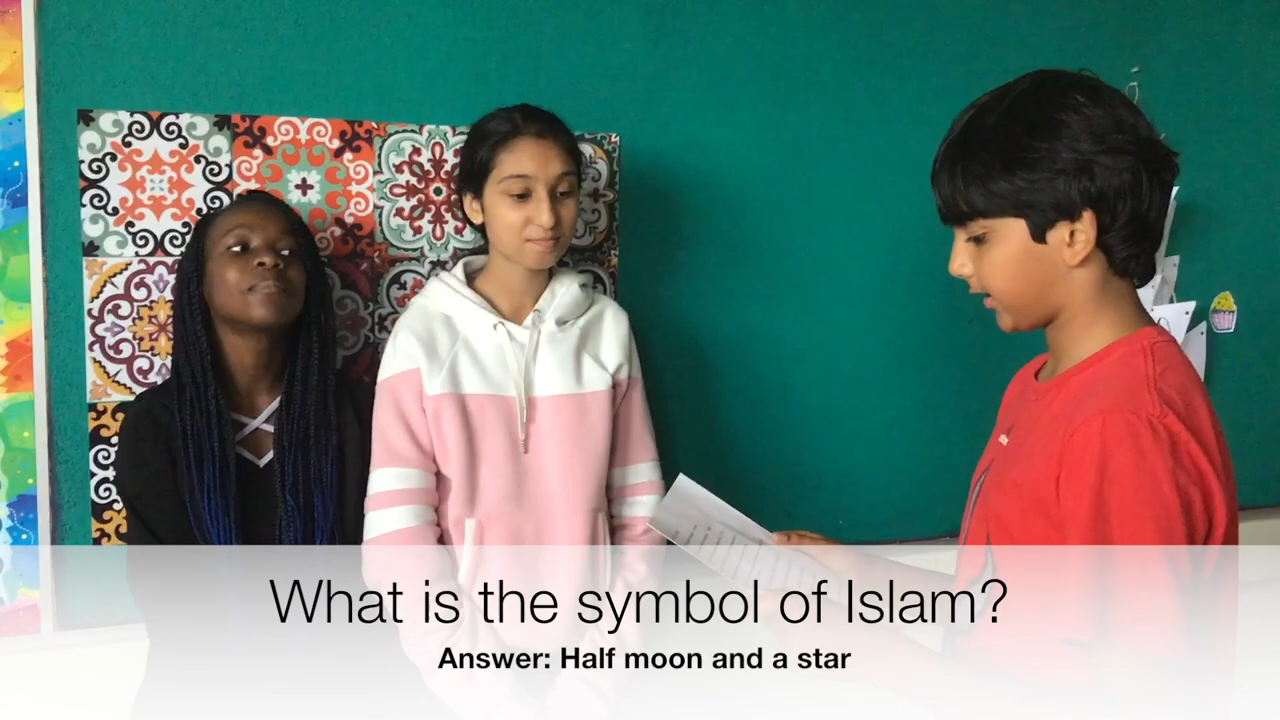 What is the symbol of Islam?
Answer: Half moon and a star